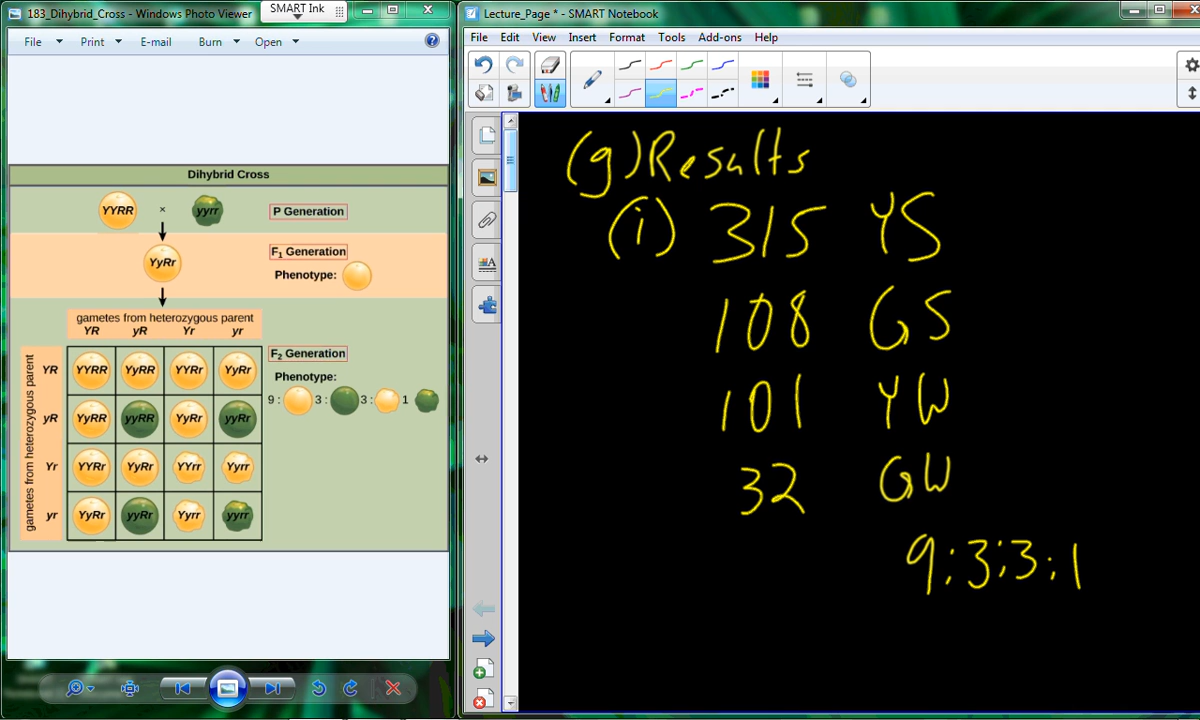 183_Dihybrid_Cross - Windows Photo Viewer
SMART Ink
File Print E-mail Burn Open
Dihybrid Cross
YYRR × yyrr P Generation
YyRr
F1 Generation
Phenotype:
gametes from heterozygous parent
YR yR Yr yr
gametes from heterozygous parent
YR YYRR YyRR YYRr YyRr
yR YyRR yyRR YyRr yyRr
Yr YYRr YyRr YYrr Yyrr
yr YyRr yyRr Yyrr yyrr
F2 Generation
Phenotype:
9 : 3 : 3 : 1
Lecture_Page * - SMART Notebook
File Edit View Insert Format Tools Add-ons Help
(g) Results
(i) 315 YS
108 GS
101 YW
32 GW
9:3:3:1